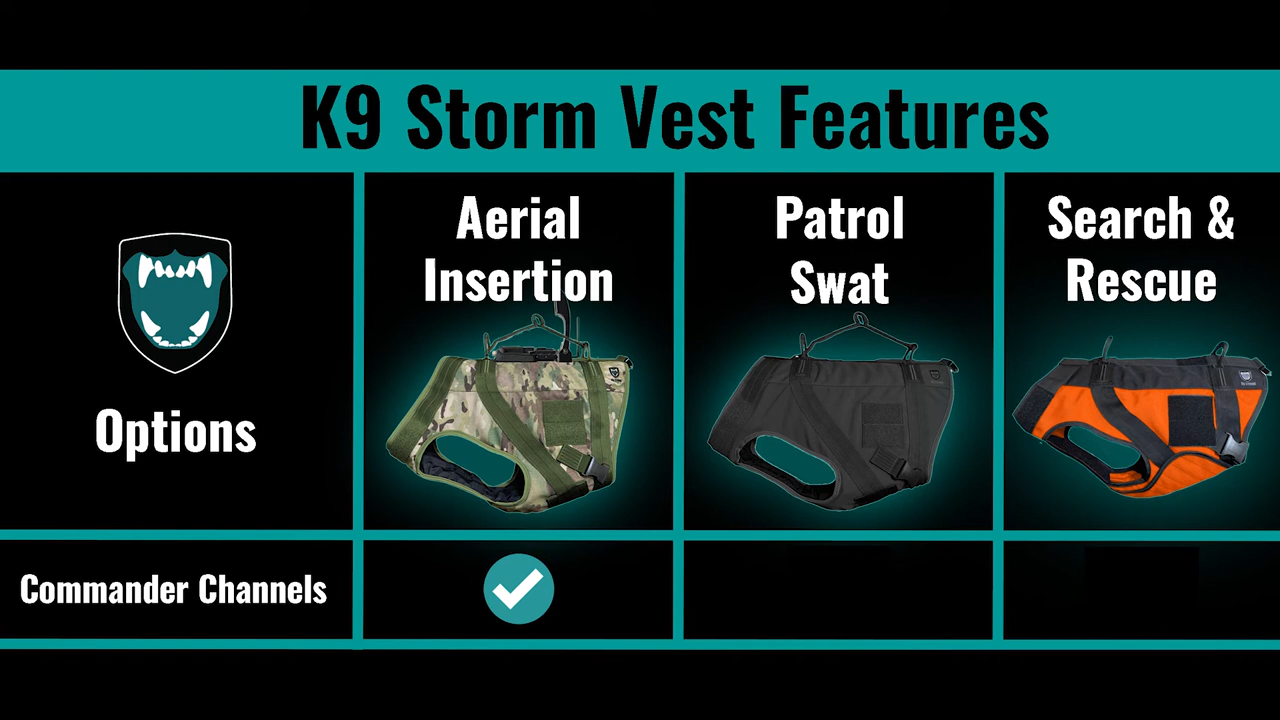 K9 Storm Vest Features
Aerial
Insertion
Patrol
Swat
Search &
Rescue
Options
Commander Channels